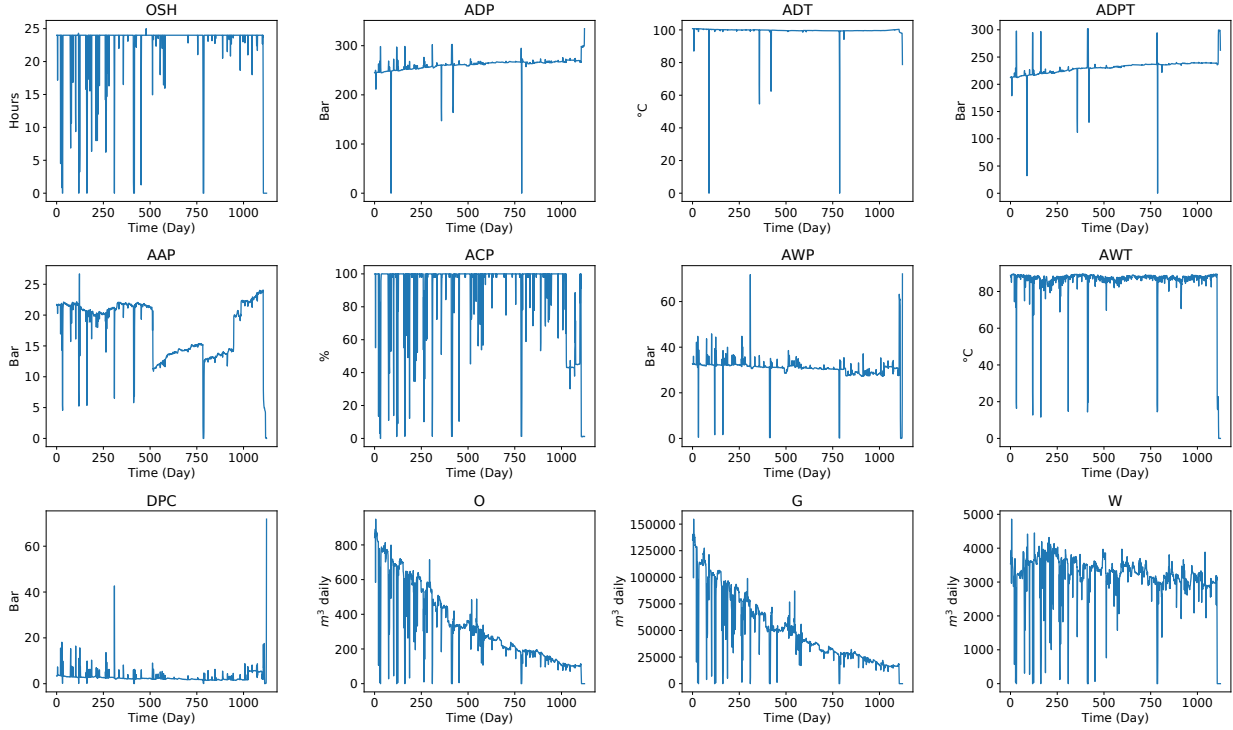 OSH
ADP
ADT
ADPT
25
20
15
10
5
0
Hours
0 250 500 750 1000
Time (Day)
300
200
100
0
Bar
0 250 500 750 1000
Time (Day)
100
80
60
40
20
0
°C
0 250 500 750 1000
Time (Day)
300
250
200
150
100
50
0
Bar
0 250 500 750 1000
Time (Day)
AAP
ACP
AWP
AWT
25
20
15
10
5
0
Bar
0 250 500 750 1000
Time (Day)
100
80
60
40
20
0
%
0 250 500 750 1000
Time (Day)
60
40
20
0
Bar
0 250 500 750 1000
Time (Day)
80
60
40
20
0
°C
0 250 500 750 1000
Time (Day)
DPC
O
G
W
60
40
20
0
Bar
0 250 500 750 1000
Time (Day)
800
600
400
200
0
m³ daily
0 250 500 750 1000
Time (Day)
150000
125000
100000
75000
50000
25000
0
m³ daily
0 250 500 750 1000
Time (Day)
5000
4000
3000
2000
1000
0
m³ daily
0 250 500 750 1000
Time (Day)